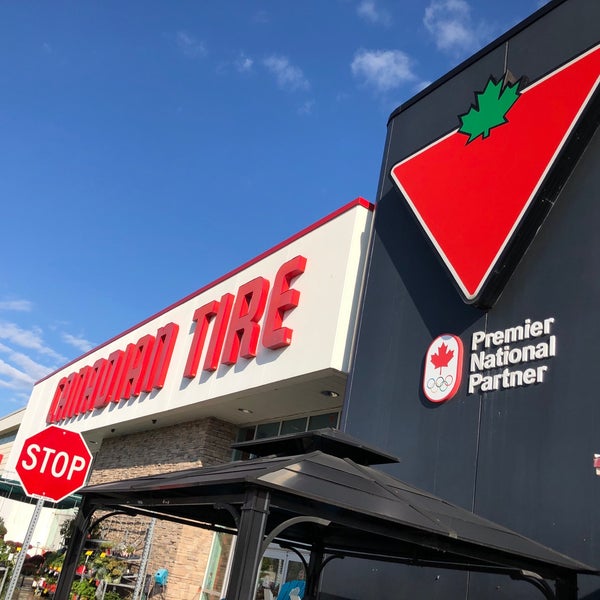 CANADIAN TIRE
Premier
National
Partner
STOP